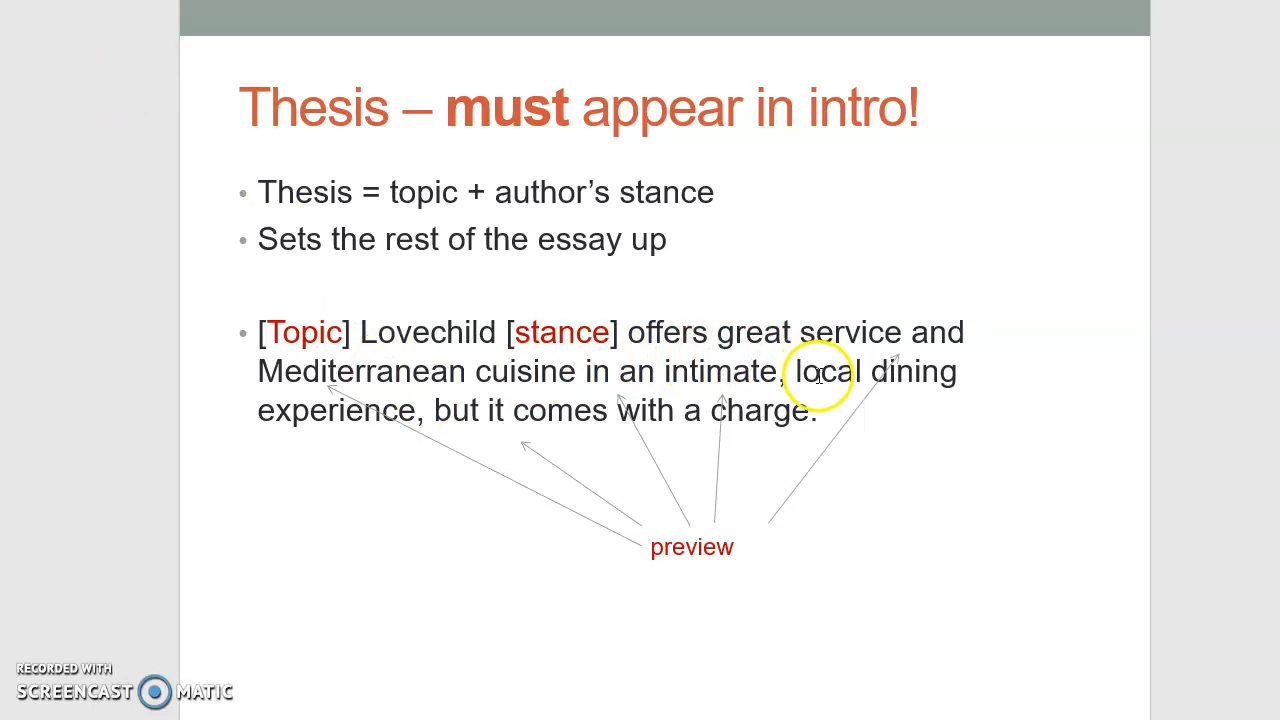 Thesis – must appear in intro!
• Thesis = topic + author’s stance
• Sets the rest of the essay up
• [Topic] Lovechild [stance] offers great service and
Mediterranean cuisine in an intimate, local dining
experience, but it comes with a charge.
preview
RECORDED WITH
SCREENCAST MATIC